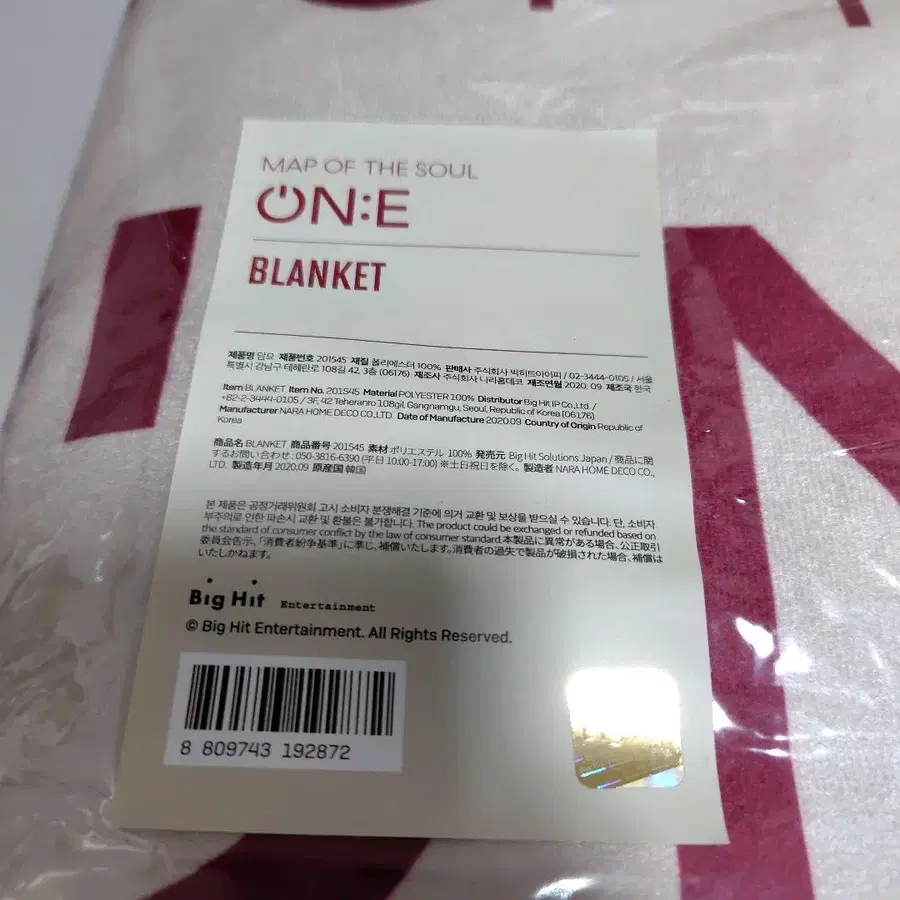 MAP OF THE SOUL
ON:E
BLANKET
제품명 담요 제품번호 201545 재질 폴리에스더 100% 판매사 주식회사 빅히트아이피 / 02-3444-0105 / 서울
특별시 강남구 테헤란로 108길 42, 3층 (06176) 제조사 주식회사 나라홈데코 제조연월 2020. 09 제조국 한국
Item BLANKET Item No. 201545 Material POLYESTER 100% Distributor Big Hit IP Co.,Ltd. /
+82-2-3444-0105 / 3F, 42 Teheranro 108gil, Gangnamgu, Seoul, Republic of Korea (06176)
Manufacturer NARA HOME DECO CO.,LTD. Date of Manufacture 2020.09 Country of Origin Republic of
Korea
商品名 BLANKET 商品番号 201545 素材 ポリエステル 100% 発売元 Big Hit Solutions Japan / 商品に関
するお問い合わせ : 050-3816-6390 (平日 10:00-17:00) ※土日祝日を除く。 製造者 NARA HOME DECO CO.,
LTD. 製造年月 2020.09 原産国 韓国
본 제품은 공정거래위원회 고시 소비자 분쟁해결 기준에 의거 교환 및 보상을 받으실 수 있습니다. 단, 소비자
부주의로 인한 파손시 교환 및 환불은 불가합니다. The product could be exchanged or refunded based on
the standard of consumer conflict by the law of consumer standard. 本製品に異常がある場合、公正取引
委員会告示、「消費者紛争基準」に準じ、補償いたします。消費者の過失で製品が破損された場合、補償は
いたしかねます。
Big Hit Entertainment
© Big Hit Entertainment. All Rights Reserved.
8 809743 192872